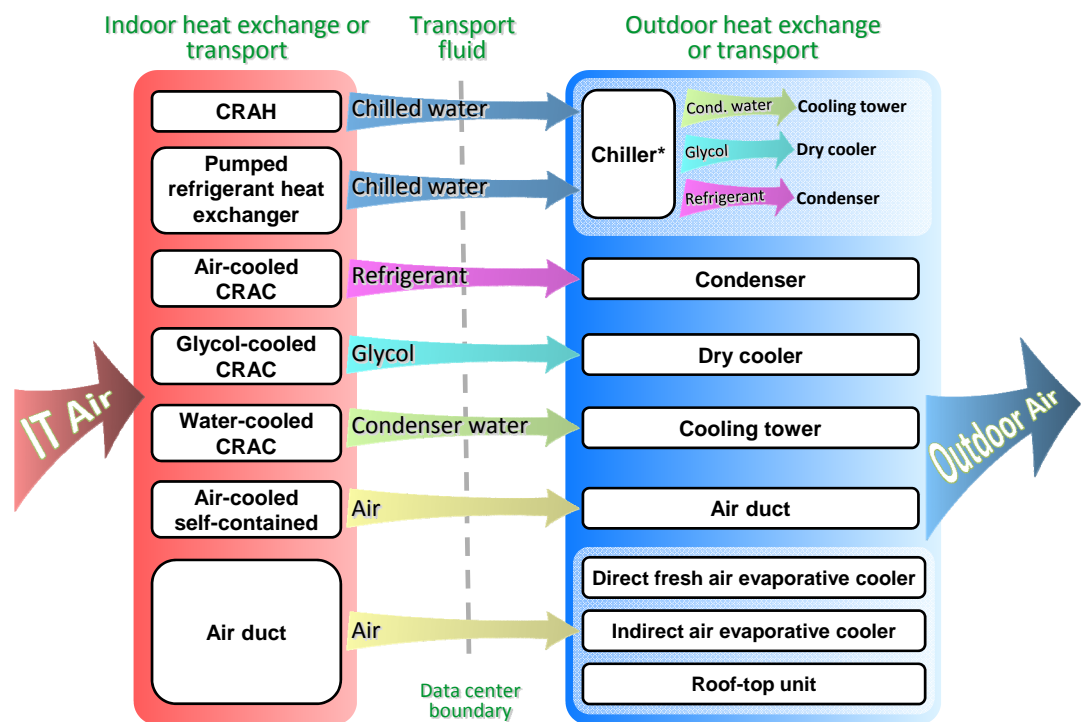 Indoor heat exchange or
transport
Transport
fluid
Outdoor heat exchange
or transport
CRAH
Chilled water
Chiller*
Cond. water
Cooling tower
Glycol
Dry cooler
Refrigerant
Condenser
Pumped
refrigerant heat
exchanger
Chilled water
Air-cooled
CRAC
Refrigerant
Condenser
Glycol-cooled
CRAC
Glycol
Dry cooler
IT Air
Outdoor Air
Water-cooled
CRAC
Condenser water
Cooling tower
Air-cooled
self-contained
Air
Air duct
Air duct
Air
Direct fresh air evaporative cooler
Indirect air evaporative cooler
Roof-top unit
Data center
boundary